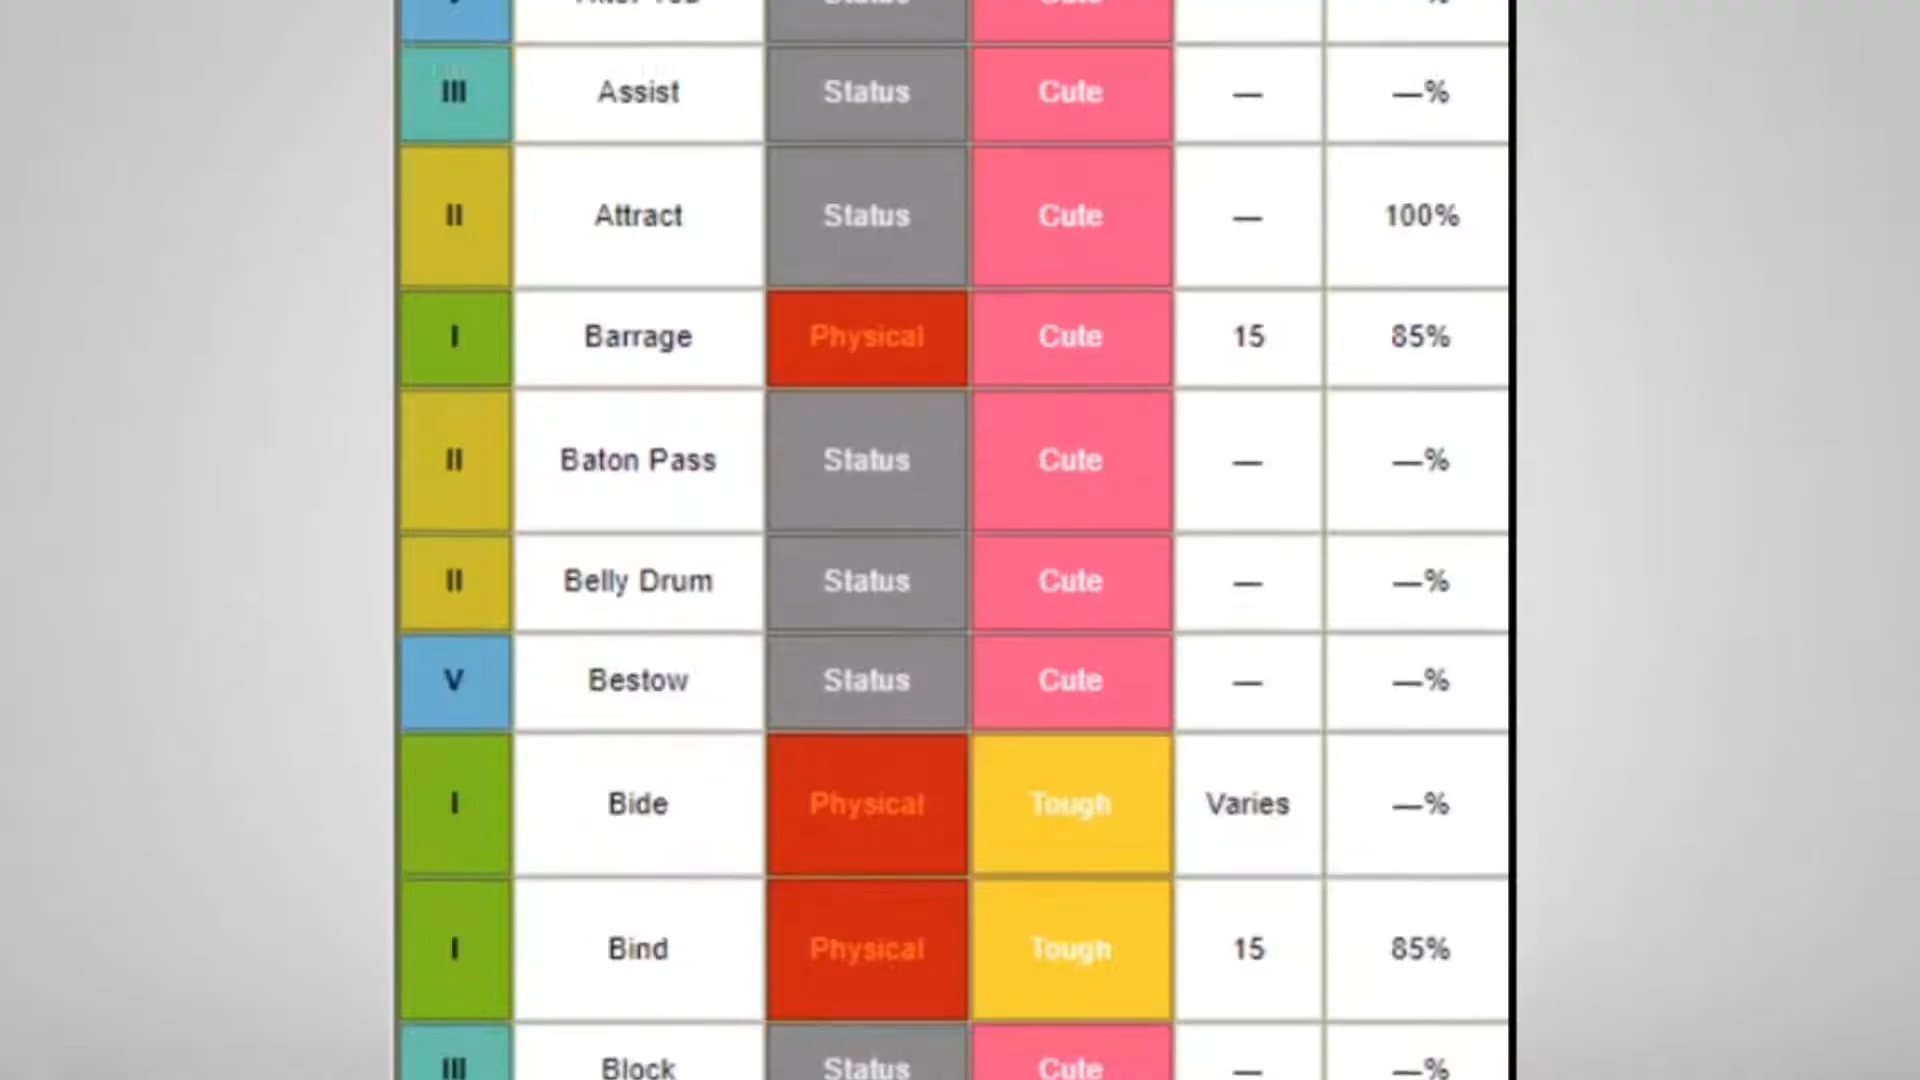 III Assist Status Cute — —%
II Attract Status Cute — 100%
I Barrage Physical Cute 15 85%
II Baton Pass Status Cute — —%
II Belly Drum Status Cute — —%
V Bestow Status Cute — —%
I Bide Physical Tough Varies —%
I Bind Physical Tough 15 85%
III Block Status Cute — —%